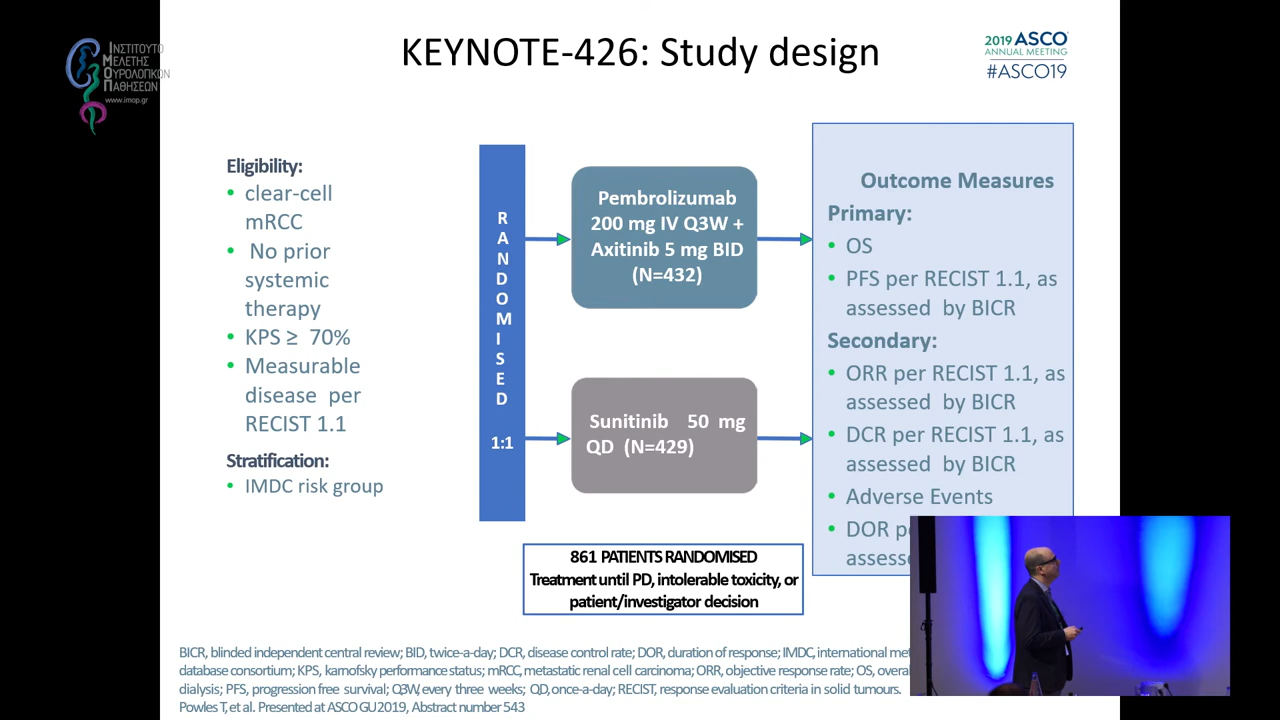 ΙΝΣΤΙΤΟΥΤΟ
ΜΕΛΕΤΗΣ
ΟΥΡΟΛΟΓΙΚΩΝ
ΠΑΘΗΣΕΩΝ
www.imop.gr
KEYNOTE-426: Study design
2019 ASCO
ANNUAL MEETING
#ASCO19
Eligibility:
• clear-cell
mRCC
• No prior
systemic
therapy
• KPS ≥ 70%
• Measurable
disease per
RECIST 1.1
Stratification:
• IMDC risk group
RANDOMISED
1:1
Pembrolizumab
200 mg IV Q3W +
Axitinib 5 mg BID
(N=432)
Sunitinib 50 mg
QD (N=429)
861 PATIENTS RANDOMISED
Treatment until PD, intolerable toxicity, or
patient/investigator decision
Outcome Measures
Primary:
• OS
• PFS per RECIST 1.1, as
assessed by BICR
Secondary:
• ORR per RECIST 1.1, as
assessed by BICR
• DCR per RECIST 1.1, as
assessed by BICR
• Adverse Events
• DOR
BICR, blinded independent central review; BID, twice-a-day; DCR, disease control rate; DOR, duration of response; IMDC, international
database consortium; KPS, karnofsky performance status; mRCC, metastatic renal cell carcinoma; ORR, objective response rate; OS,
dialysis; PFS, progression free survival; Q3W, every three weeks; QD, once-a-day; RECIST, response evaluation criteria in solid tumours.
Powles T, et al. Presented at ASCO GU 2019, Abstract number 543